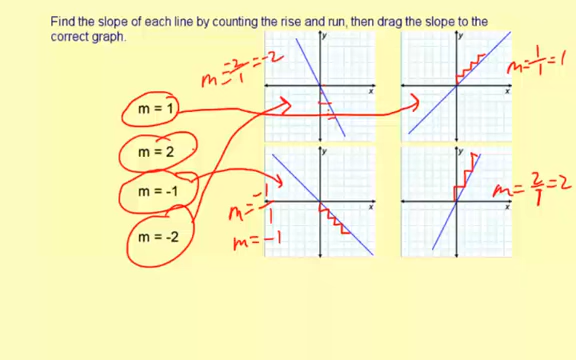 Find the slope of each line by counting the rise and run, then drag the slope to the
correct graph.
m = -2/1 = -2
y
x
y
x
m = 1/1 = 1
m = 1
m = 2
m = -1
m = -2
y
x
m = -1/1
m = -1
y
x
m = 2/1 = 2